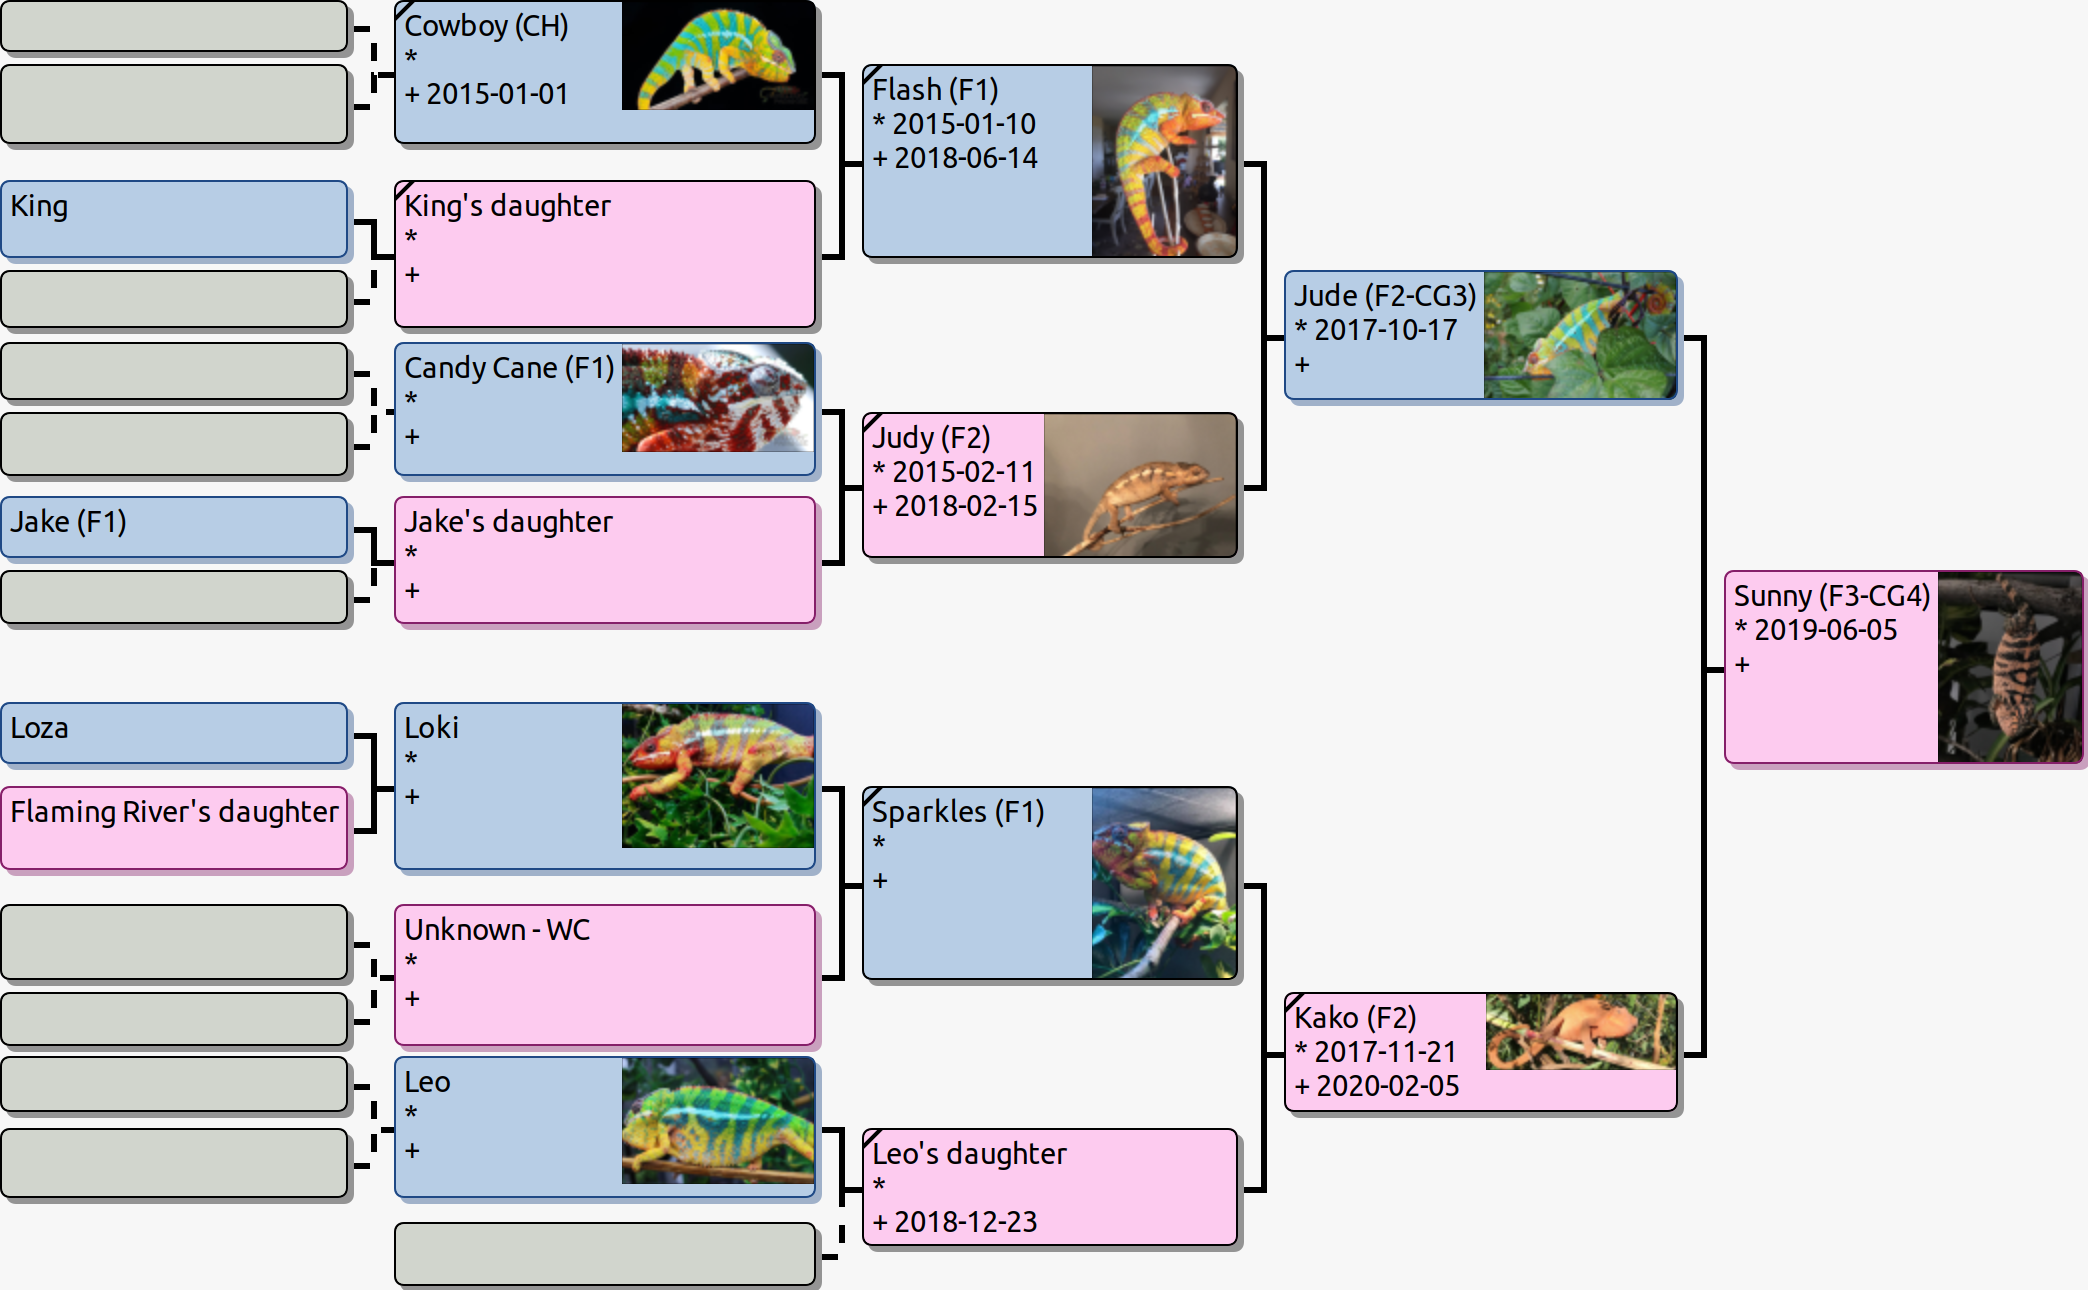 Cowboy (CH)
*
+ 2015-01-01
King
King's daughter
*
+
Candy Cane (F1)
*
+
Jake (F1)
Jake's daughter
*
+
Loza
Flaming River's daughter
Loki
*
+
Unknown - WC
*
+
Leo
*
+
Flash (F1)
* 2015-01-10
+ 2018-06-14
Judy (F2)
* 2015-02-11
+ 2018-02-15
Sparkles (F1)
*
+
Leo's daughter
*
+ 2018-12-23
Jude (F2-CG3)
* 2017-10-17
+
Kako (F2)
* 2017-11-21
+ 2020-02-05
Sunny (F3-CG4)
* 2019-06-05
+